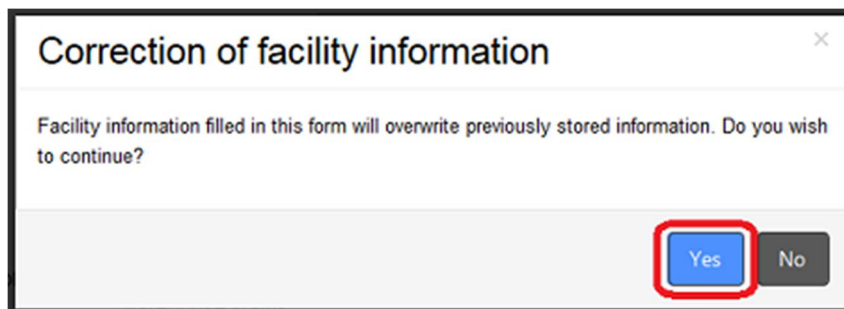 Correction of facility information
×
Facility information filled in this form will overwrite previously stored information. Do you wish
to continue?
Yes No